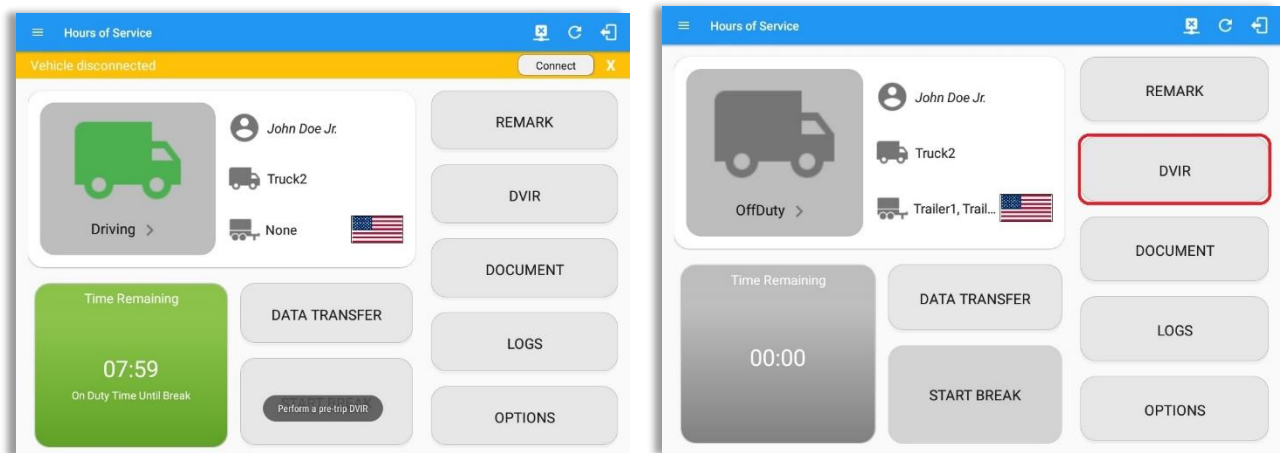 Hours of Service
Vehicle disconnected
Connect
X
John Doe Jr.
Truck2
None
Driving >
REMARK
DVIR
DOCUMENT
LOGS
OPTIONS
Time Remaining
07:59
On Duty Time Until Break
DATA TRANSFER
START BREAK
Perform a pre-trip DVIR
Hours of Service
John Doe Jr.
Truck2
Trailer1, Trail...
OffDuty >
REMARK
DVIR
DOCUMENT
LOGS
OPTIONS
Time Remaining
00:00
DATA TRANSFER
START BREAK